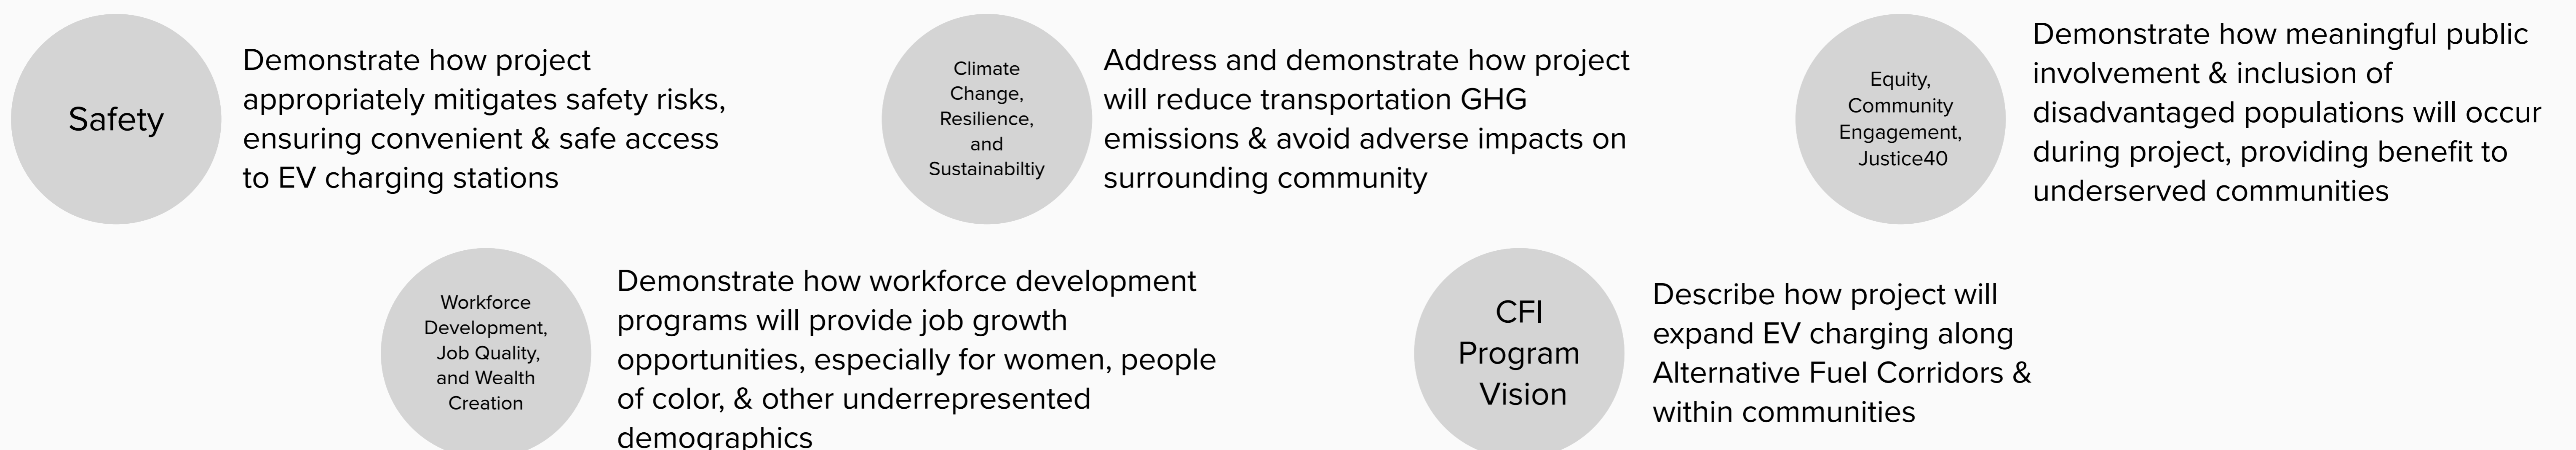 Safety
Demonstrate how project
appropriately mitigates safety risks,
ensuring convenient & safe access
to EV charging stations
Climate
Change,
Resilience,
and
Sustainabiltiy
Address and demonstrate how project
will reduce transportation GHG
emissions & avoid adverse impacts on
surrounding community
Equity,
Community
Engagement,
Justice40
Demonstrate how meaningful public
involvement & inclusion of
disadvantaged populations will occur
during project, providing benefit to
underserved communities
Workforce
Development,
Job Quality,
and Wealth
Creation
Demonstrate how workforce development
programs will provide job growth
opportunities, especially for women, people
of color, & other underrepresented
demographics
CFI
Program
Vision
Describe how project will
expand EV charging along
Alternative Fuel Corridors &
within communities